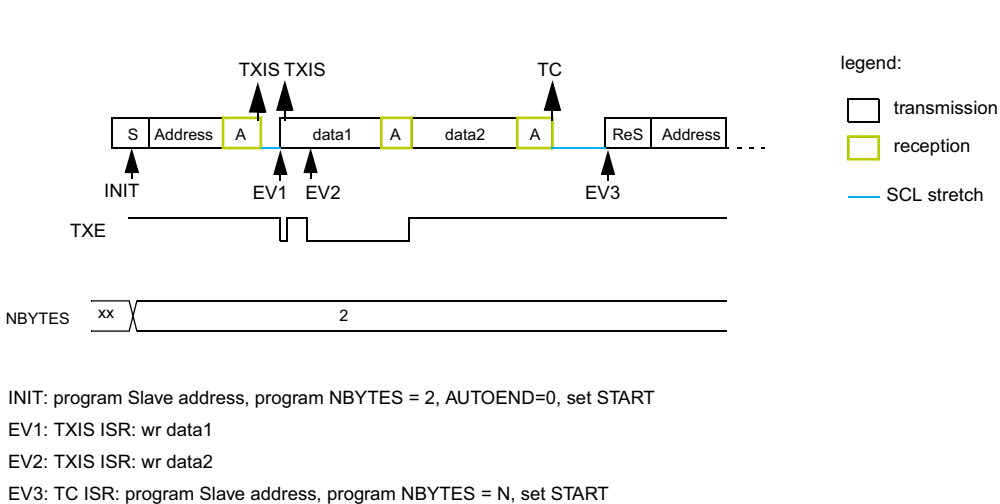 TXIS TXIS TC
legend:
transmission
reception
SCL stretch
S Address A data1 A data2 A ReS Address
INIT EV1 EV2 EV3
TXE
NBYTES xx 2
INIT: program Slave address, program NBYTES = 2, AUTOEND=0, set START
EV1: TXIS ISR: wr data1
EV2: TXIS ISR: wr data2
EV3: TC ISR: program Slave address, program NBYTES = N, set START